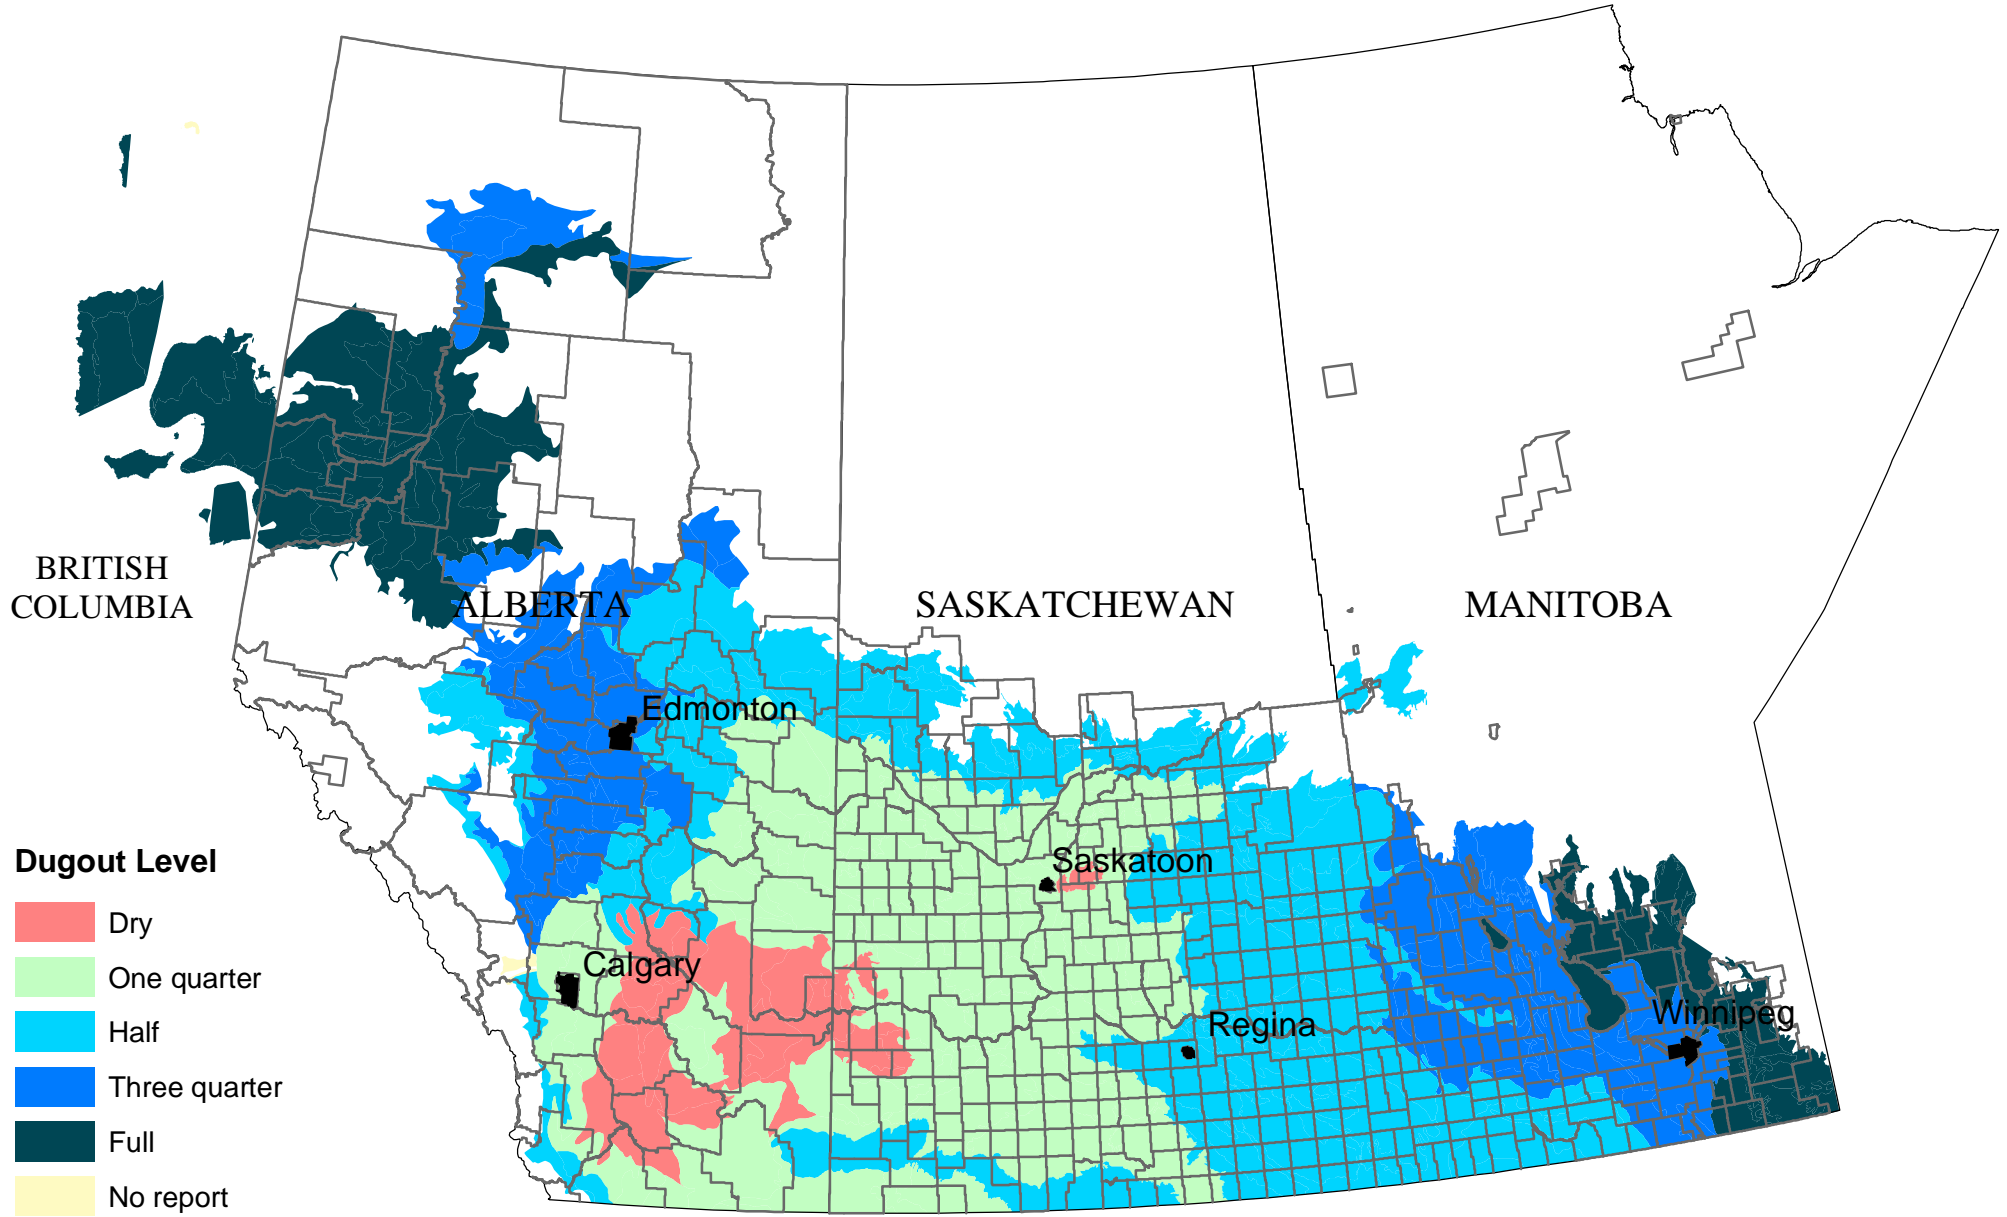 BRITISH
COLUMBIA
ALBERTA
SASKATCHEWAN
MANITOBA
Edmonton
Saskatoon
Calgary
Regina
Winnipeg
Dugout Level
Dry
One quarter
Half
Three quarter
Full
No report